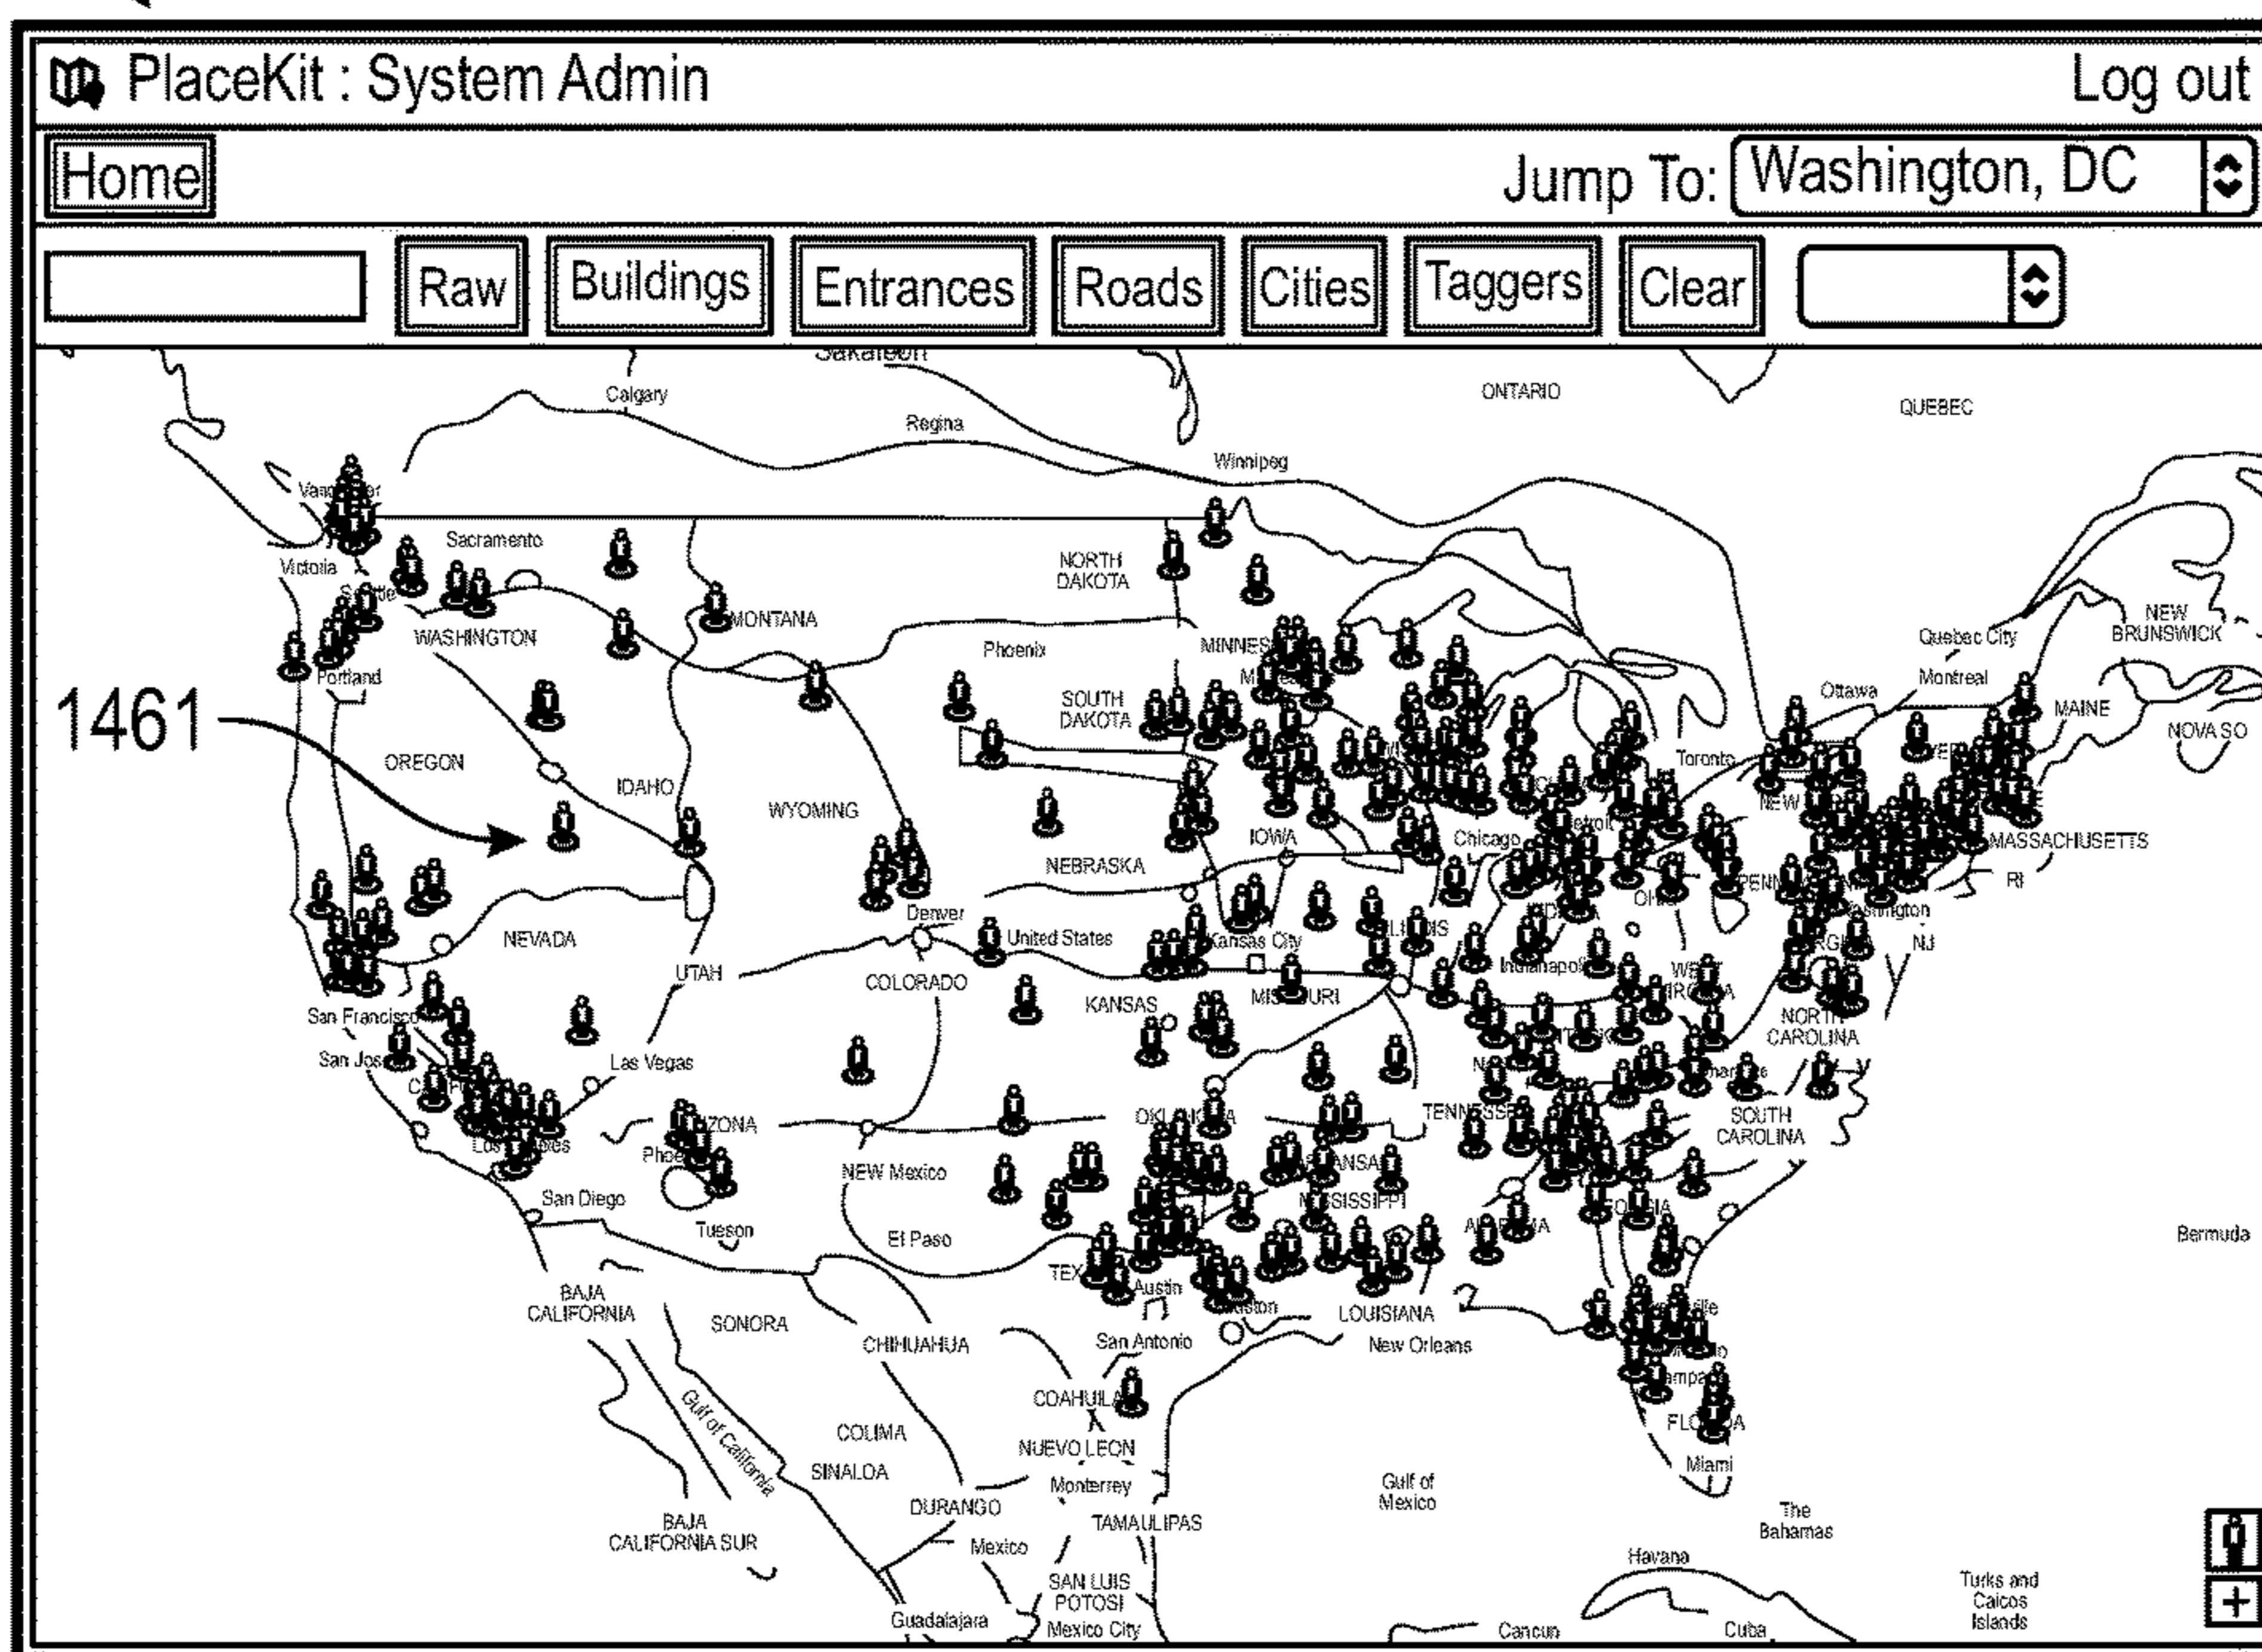 PlaceKit : System Admin
Log out
Home
Jump To:
Washington, DC
Raw
Buildings
Entrances
Roads
Cities
Taggers
Clear
Calgary
Regina
Winnipeg
ONTARIO
QUEBEC
Sacramento
Victoria
NORTH
DAKOTA
MONTANA
WASHINGTON
Phoenix
Portland
SOUTH
DAKOTA
Quebec City
NEW
BRUNSWICK
Montreal
Ottawa
MAINE
NOVA SO
1461
OREGON
IDAHO
WYOMING
Toronto
IOWA
Chicago
MASSACHUSETTS
NEBRASKA
RI
Denver
NEVADA
United States
Kansas City
NJ
UTAH
COLORADO
KANSAS
San Francisco
NORTH
CAROLINA
San Jos
Las Vegas
SOUTH
CAROLINA
NEW Mexico
San Diego
Tueson
El Paso
Bermuda
TEX
Austin
BAJA
CALIFORNIA
SONORA
CHIHUAHUA
San Antonio
LOUISIANA
New Orleans
COAHUILA
Gulf of California
COLIMA
NUEVO LEON
SINALOA
Monterrey
Miami
Gulf of
Mexico
DURANGO
TAMAULIPAS
The
Bahamas
BAJA
CALIFORNIA SUR
Mexico
Havana
SAN LUIS
POTOSI
Turks and
Caicos
Islands
Guadalajara
Mexico City
Cancun
Cuba